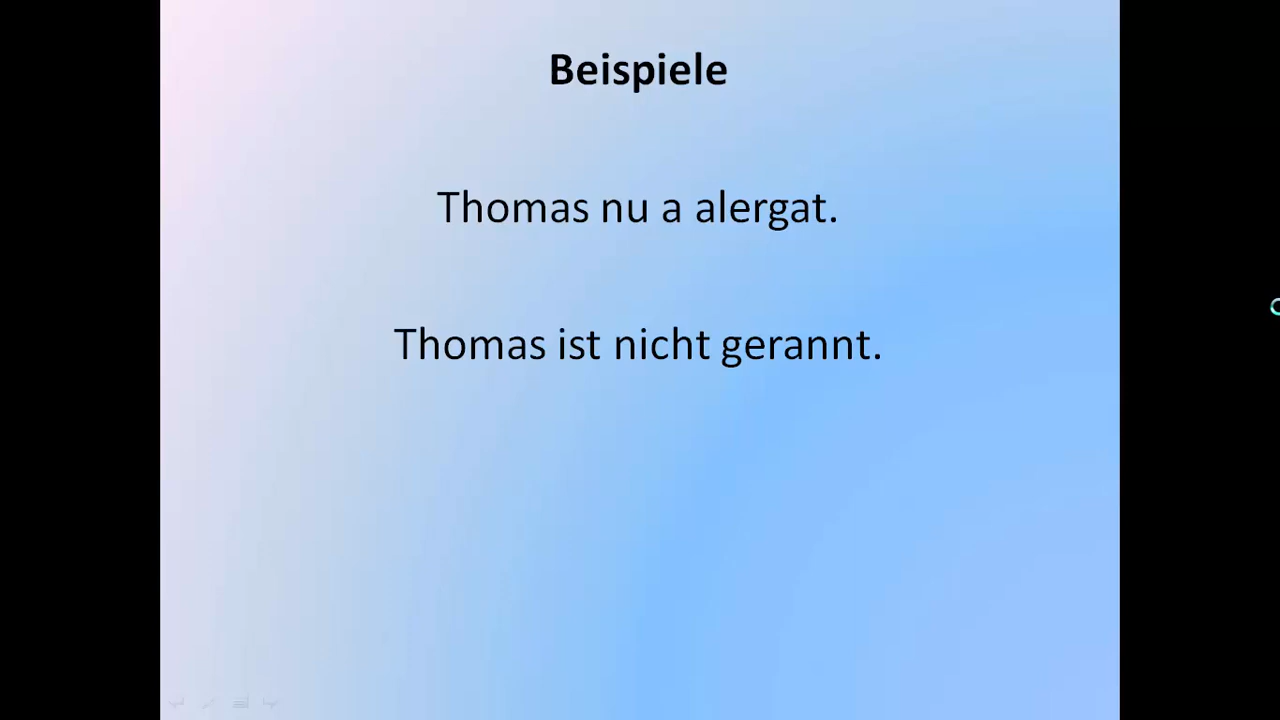 Beispiele
Thomas nu a alergat.
Thomas ist nicht gerannt.